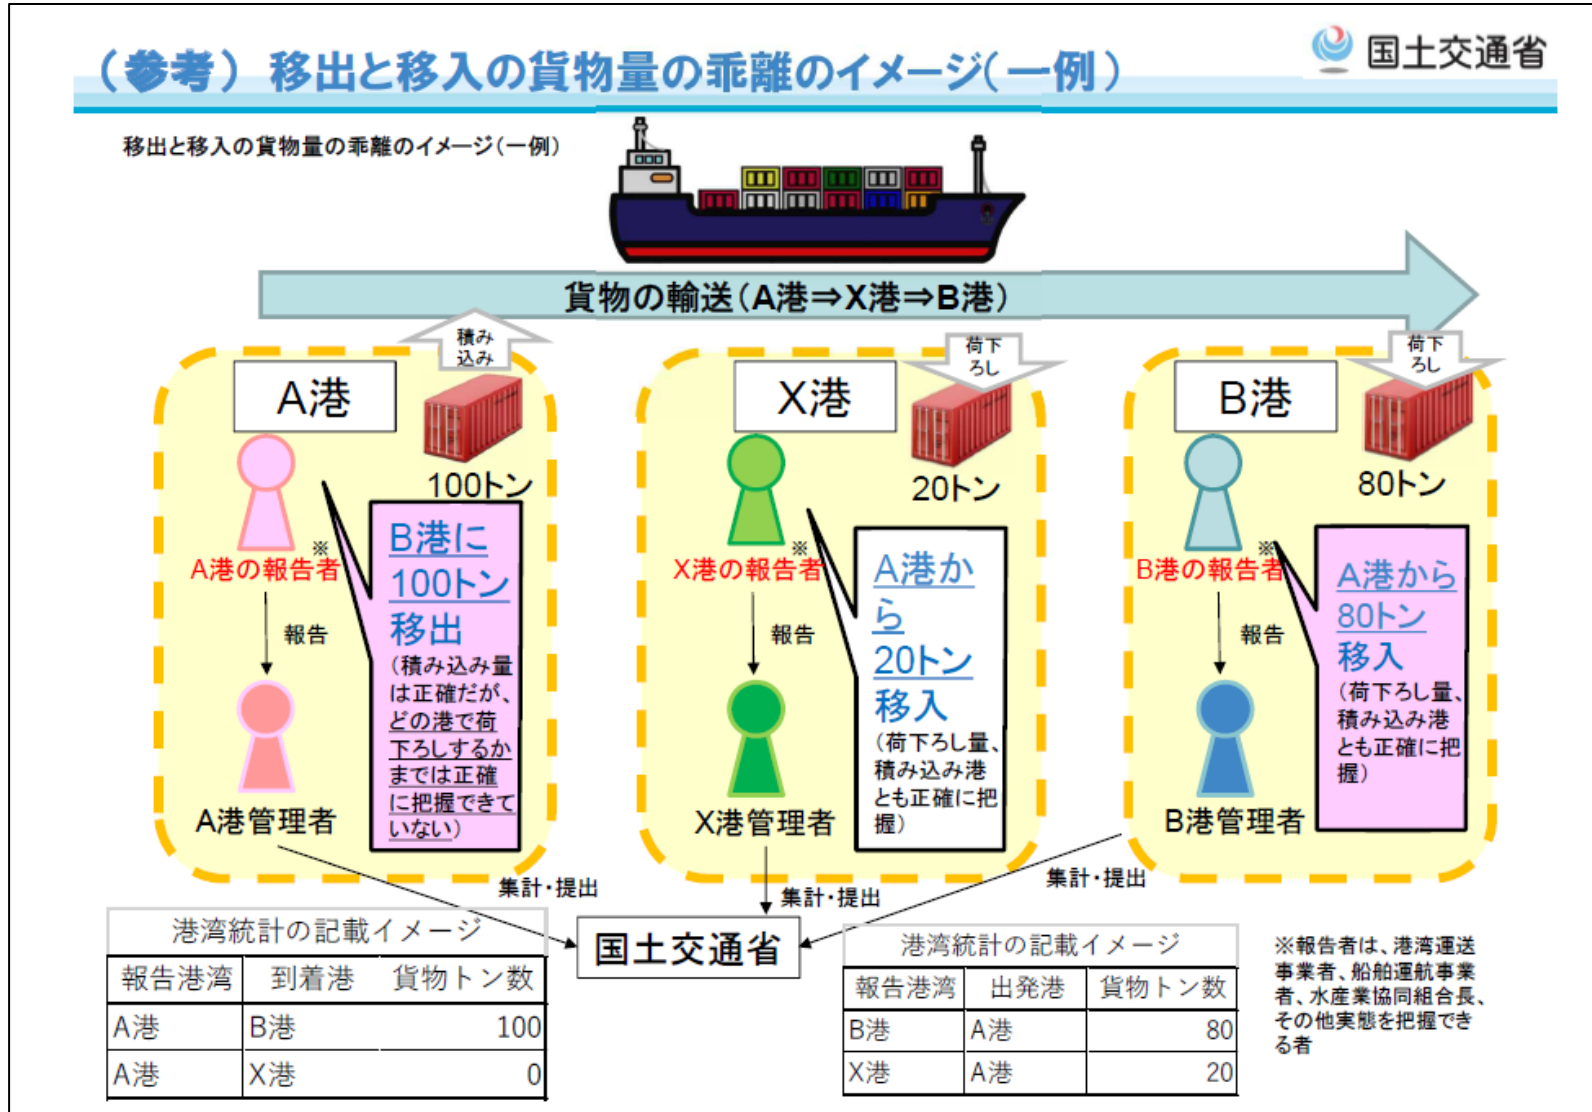 （参考）移出と移入の貨物量の乖離のイメージ（一例）
国土交通省
移出と移入の貨物量の乖離のイメージ（一例）
貨物の輸送（A港⇒X港⇒B港）
積み
込み
A港
100トン
B港に
100トン
移出
（積み込み量
は正確だが、
どの港で荷
下ろしするか
までは正確
に把握できて
いない）
※
A港の報告者
報告
A港管理者
荷下
ろし
X港
20トン
A港か
ら
20トン
移入
（荷下ろし量、
積み込み港
とも正確に把
握）
※
X港の報告者
報告
X港管理者
荷下
ろし
B港
80トン
A港から
80トン
移入
（荷下ろし量、
積み込み港
とも正確に把
握）
※
B港の報告者
報告
B港管理者
集計・提出
集計・提出
集計・提出
国土交通省
港湾統計の記載イメージ
報告港湾 到着港 貨物トン数
A港 B港 100
A港 X港 0
港湾統計の記載イメージ
報告港湾 出発港 貨物トン数
B港 A港 80
X港 A港 20
※報告者は、港湾運送
事業者、船舶運航事業
者、水産業協同組合長、
その他実態を把握でき
る者